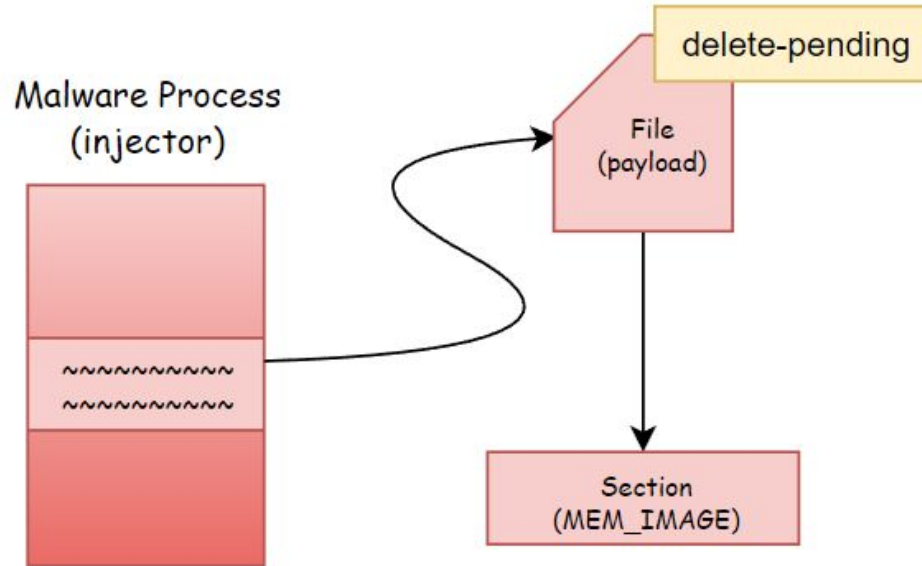 delete-pending
Malware Process
(injector)
File
(payload)
~~~~~~~~~~
~~~~~~~~~~
Section
(MEM_IMAGE)